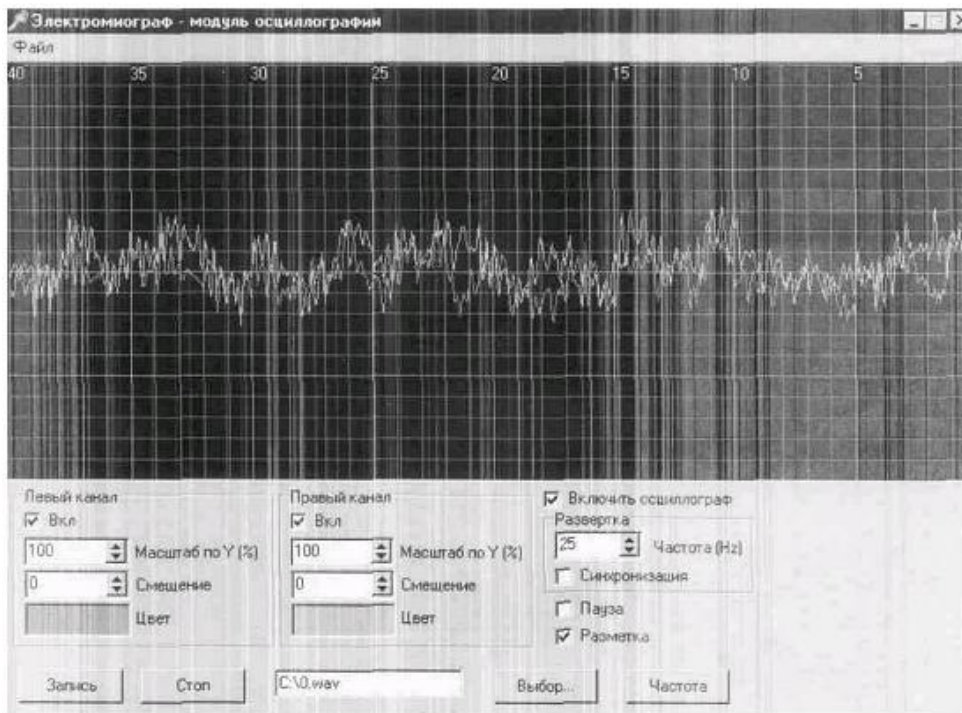 Электромиограф - модуль осциллографии
Файл
40 35 30 25 20 15 10 5
Левый канал
Вкл
100 Масштаб по Y (%)
0 Смещение
Цвет
Правый канал
Вкл
100 Масштаб по Y (%)
0 Смещение
Цвет
Включить осциллограф
Развертка
25 Частота (Hz)
Синхронизация
Пауза
Разметка
Запись Стоп C:\0.wav Выбор... Частота